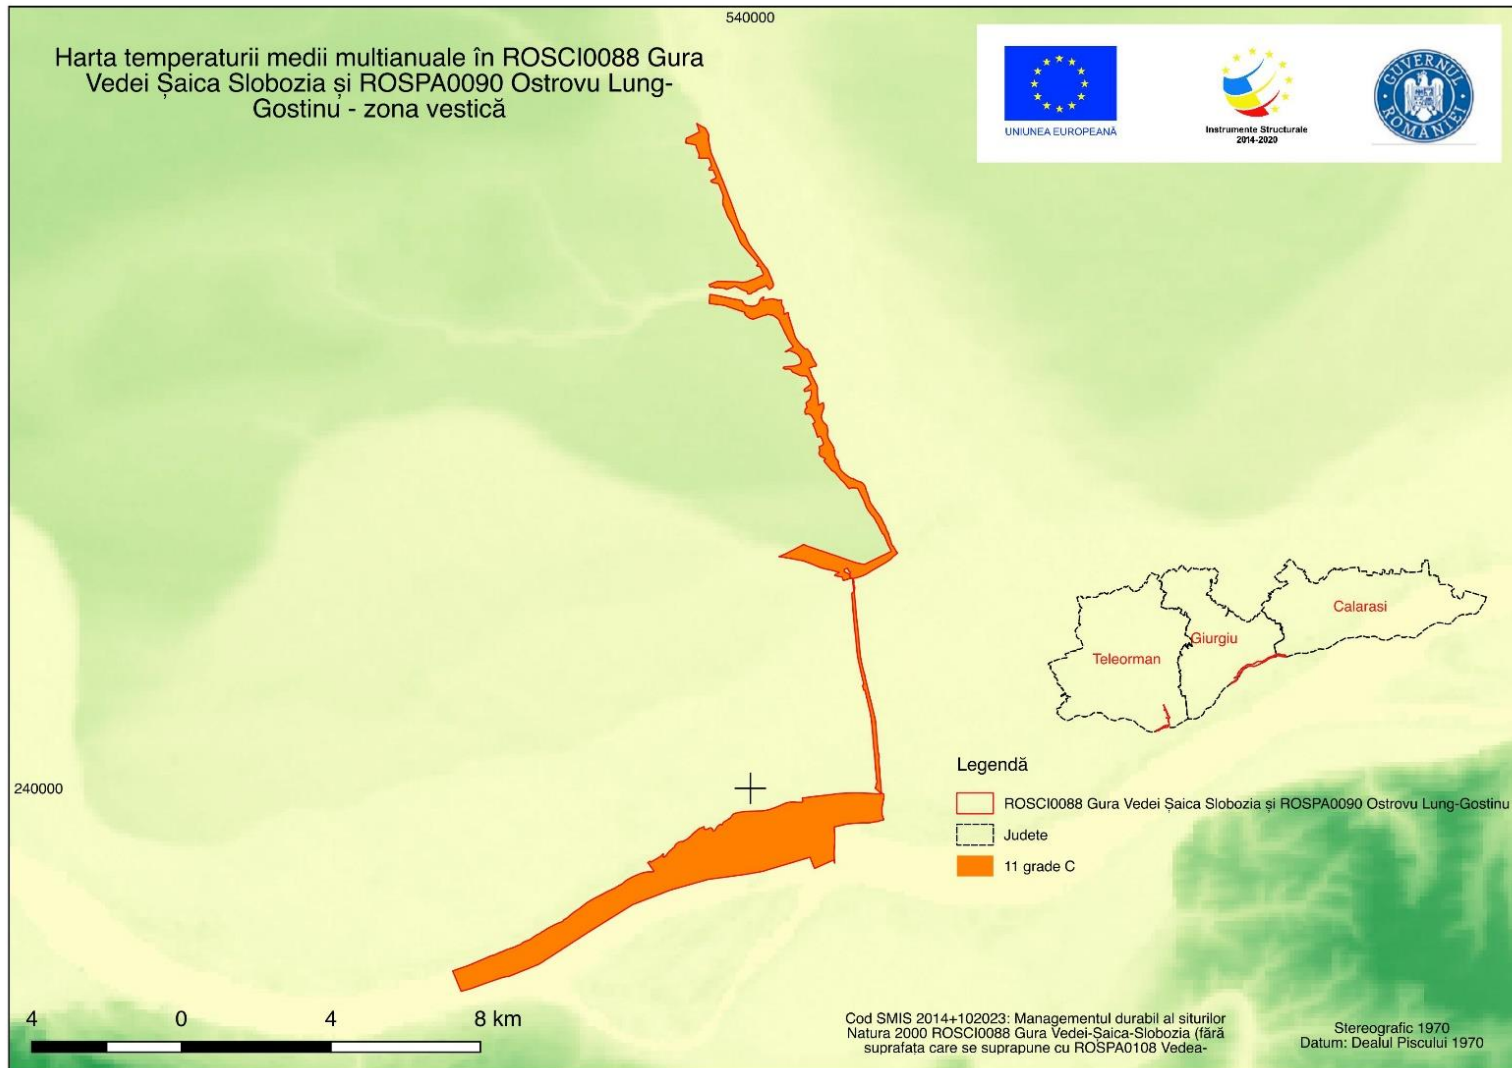 540000
Harta temperaturii medii multianuale în ROSCI0088 Gura
Vedei Șaica Slobozia și ROSPA0090 Ostrovu Lung-
Gostinu - zona vestică
UNIUNEA EUROPEANĂ
Instrumente Structurale
2014-2020
GUVERNUL ROMÂNIEI
Calarasi
Giurgiu
Teleorman
Legendă
240000
ROSCI0088 Gura Vedei Șaica Slobozia și ROSPA0090 Ostrovu Lung-Gostinu
Judete
11 grade C
4 0 4 8 km
Cod SMIS 2014+102023: Managementul durabil al siturilor
Natura 2000 ROSCI0088 Gura Vedei-Șaica-Slobozia (fără
suprafața care se suprapune cu ROSPA0108 Vedea-
Stereografic 1970
Datum: Dealul Piscului 1970